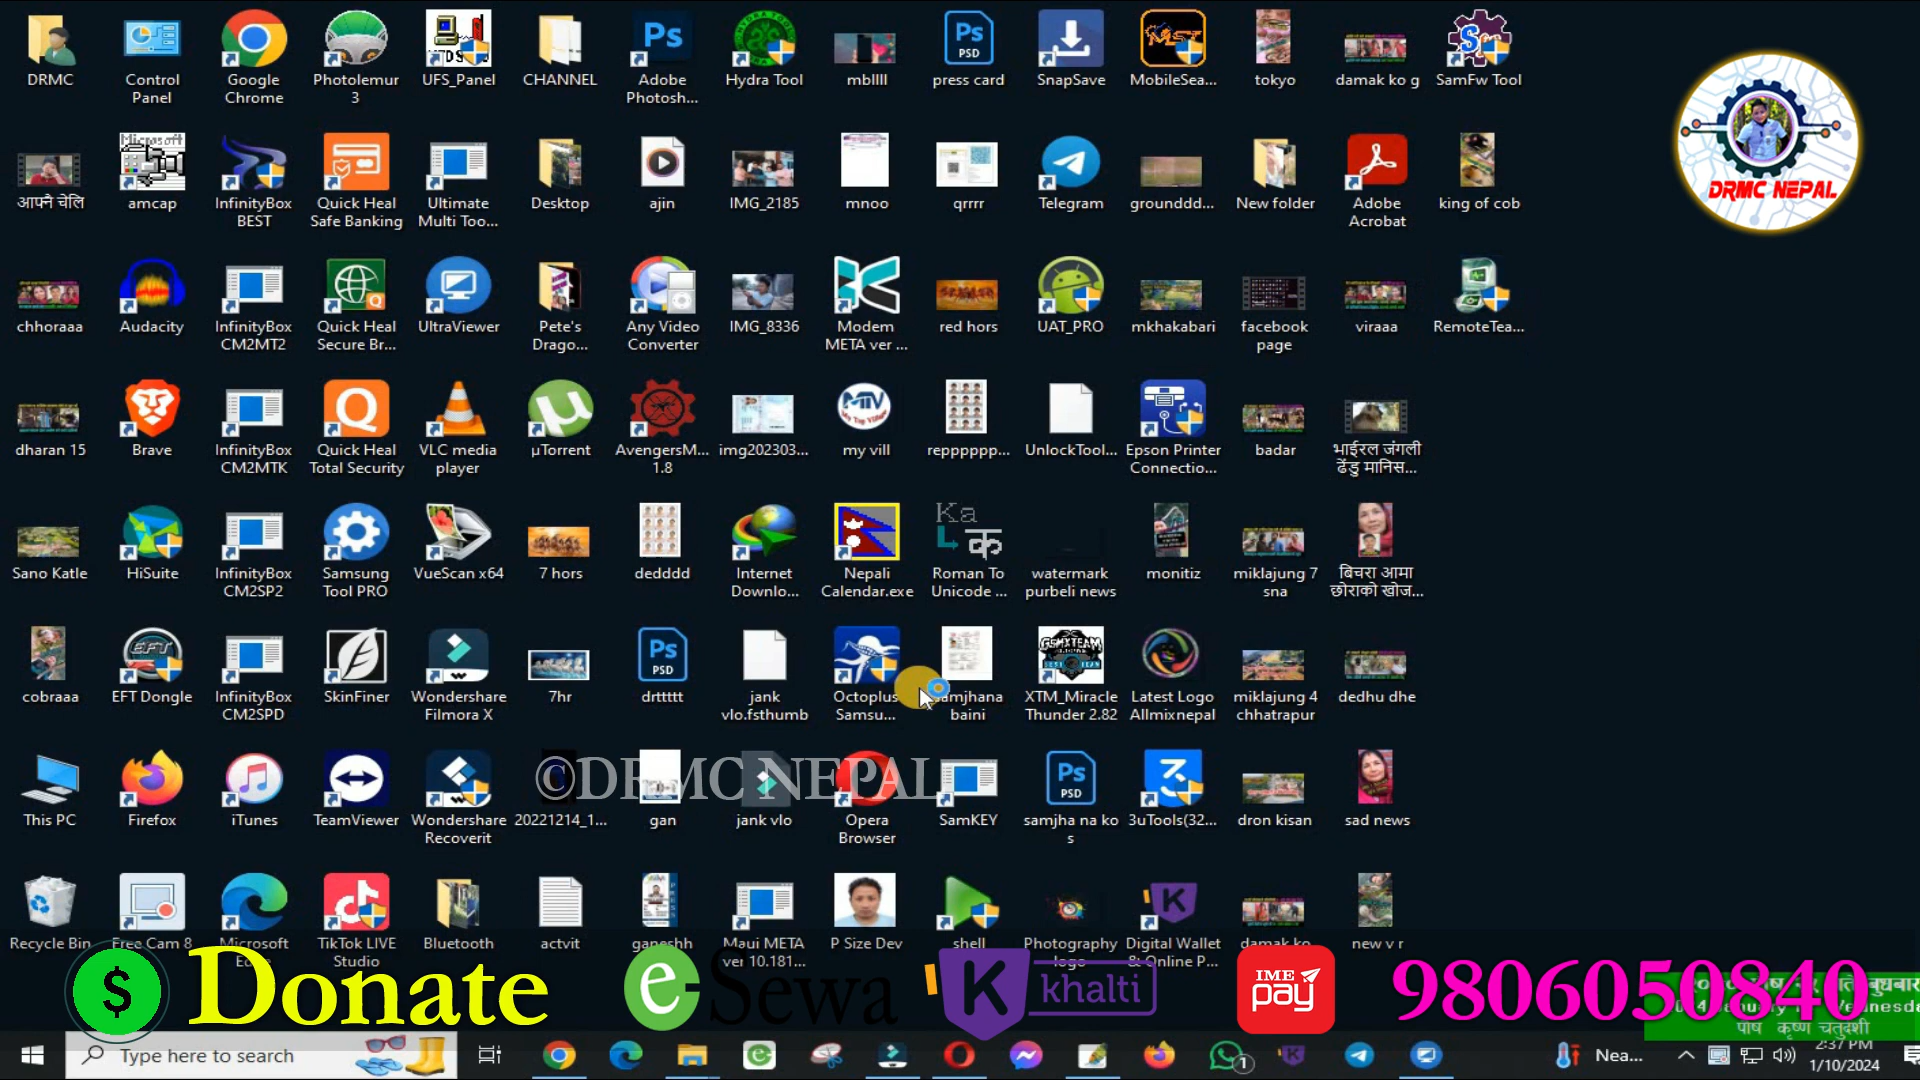 DRMC
Control Panel
Google Chrome
Photolemur 3
UFS_Panel
CHANNEL
Adobe Photosh...
Hydra Tool
mbllll
press card
SnapSave
MobileSea...
tokyo
damak ko g
SamFw Tool
DRMC NEPAL
आफ्नै चेलि
amcap
InfinityBox BEST
Quick Heal Safe Banking
Ultimate Multi Too...
Desktop
ajin
IMG_2185
mnoo
qrrrr
Telegram
grounddd...
New folder
Adobe Acrobat
king of cob
chhoraaa
Audacity
InfinityBox CM2MT2
Quick Heal Secure Br...
UltraViewer
Pete's Drago...
Any Video Converter
IMG_8336
Modem META ver ...
red hors
UAT_PRO
mkhakabari
facebook page
viraaa
RemoteTea...
dharan 15
Brave
InfinityBox CM2MTK
Quick Heal Total Security
VLC media player
µTorrent
AvengersM... 1.8
img202303...
my vill
repppppp...
UnlockTool...
Epson Printer Connectio...
badar
भाईरल जंगली ढेंडु मानिस...
Sano Katle
HiSuite
InfinityBox CM2SP2
Samsung Tool PRO
VueScan x64
7 hors
dedddd
Internet Downlo...
Nepali Calendar.exe
Roman To Unicode ...
watermark purbeli news
monitiz
miklajung 7 sna
बिचरा आमा छोराको खोज...
cobraaa
EFT Dongle
InfinityBox CM2SPD
SkinFiner
Wondershare Filmora X
7hr
drttttt
jank vlo.fsthumb
Octoplus Samsu...
samjhana baini
XTM_Miracle Thunder 2.82
Latest Logo Allmixnepal
miklajung 4 chhatrapur
dedhu dhe
©DRMC NEPAL
This PC
Firefox
iTunes
TeamViewer
Wondershare Recoverit
20221214_1...
gan
jank vlo
Opera Browser
SamKEY
samjha na ko s
3uTools(32...
dron kisan
sad news
Recycle Bin
Free Cam 8
Microsoft Edge
TikTok LIVE Studio
Bluetooth
actvit
ganeshh
Maui META ver 10.181...
P Size Dev
shell
Photography logo
Digital Wallet & Online P...
damak ko
new v r
$ Donate
e-Sewa
K khalti
IME pay
9806050840
पौष कृष्ण चतुदशी
Type here to search
1
Nea...
2:37 PM
1/10/2024